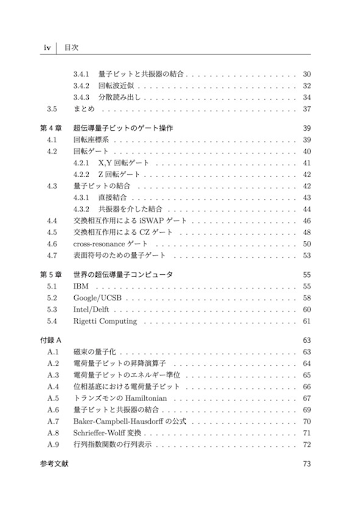 iv 目次
3.4.1 量子ビットと共振器の結合 . . . . . . . . . . . . . . . . . . . 30
3.4.2 回転波近似 . . . . . . . . . . . . . . . . . . . . . . . . . . . 32
3.4.3 分散読み出し . . . . . . . . . . . . . . . . . . . . . . . . . . 34
3.5 まとめ . . . . . . . . . . . . . . . . . . . . . . . . . . . . . . . 37
第 4 章 超伝導量子ビットのゲート操作 39
4.1 回転座標系 . . . . . . . . . . . . . . . . . . . . . . . . . . . . . 39
4.2 回転ゲート . . . . . . . . . . . . . . . . . . . . . . . . . . . . . 40
4.2.1 X,Y 回転ゲート . . . . . . . . . . . . . . . . . . . . . . . . 41
4.2.2 Z 回転ゲート . . . . . . . . . . . . . . . . . . . . . . . . . . 42
4.3 量子ビットの結合 . . . . . . . . . . . . . . . . . . . . . . . . . . 42
4.3.1 直接結合 . . . . . . . . . . . . . . . . . . . . . . . . . . . . 43
4.3.2 共振器を介した結合 . . . . . . . . . . . . . . . . . . . . . . 44
4.4 交換相互作用による iSWAP ゲート . . . . . . . . . . . . . . . . . 46
4.5 交換相互作用による CZ ゲート . . . . . . . . . . . . . . . . . . . 48
4.6 cross-resonance ゲート . . . . . . . . . . . . . . . . . . . . . . . 50
4.7 表面符号のための量子ゲート . . . . . . . . . . . . . . . . . . . . 53
第 5 章 世界の超伝導量子コンピュータ 55
5.1 IBM . . . . . . . . . . . . . . . . . . . . . . . . . . . . . . . . 55
5.2 Google/UCSB . . . . . . . . . . . . . . . . . . . . . . . . . . . 58
5.3 Intel/Delft . . . . . . . . . . . . . . . . . . . . . . . . . . . . . 60
5.4 Rigetti Computing . . . . . . . . . . . . . . . . . . . . . . . . . 61
付録 A 63
A.1 磁束の量子化 . . . . . . . . . . . . . . . . . . . . . . . . . . . . 63
A.2 電荷量子ビットの昇降演算子 . . . . . . . . . . . . . . . . . . . . 64
A.3 電荷量子ビットのエネルギー準位 . . . . . . . . . . . . . . . . . . 65
A.4 位相基底における電荷量子ビット . . . . . . . . . . . . . . . . . . 66
A.5 トランズモンの Hamiltonian . . . . . . . . . . . . . . . . . . . . 67
A.6 量子ビットと共振器の結合 . . . . . . . . . . . . . . . . . . . . . . 69
A.7 Baker-Campbell-Hausdorff の公式 . . . . . . . . . . . . . . . . . 70
A.8 Schrieffer-Wolff 変換 . . . . . . . . . . . . . . . . . . . . . . . . 71
A.9 行列指数関数の行列表示 . . . . . . . . . . . . . . . . . . . . . . . 72
参考文献 73